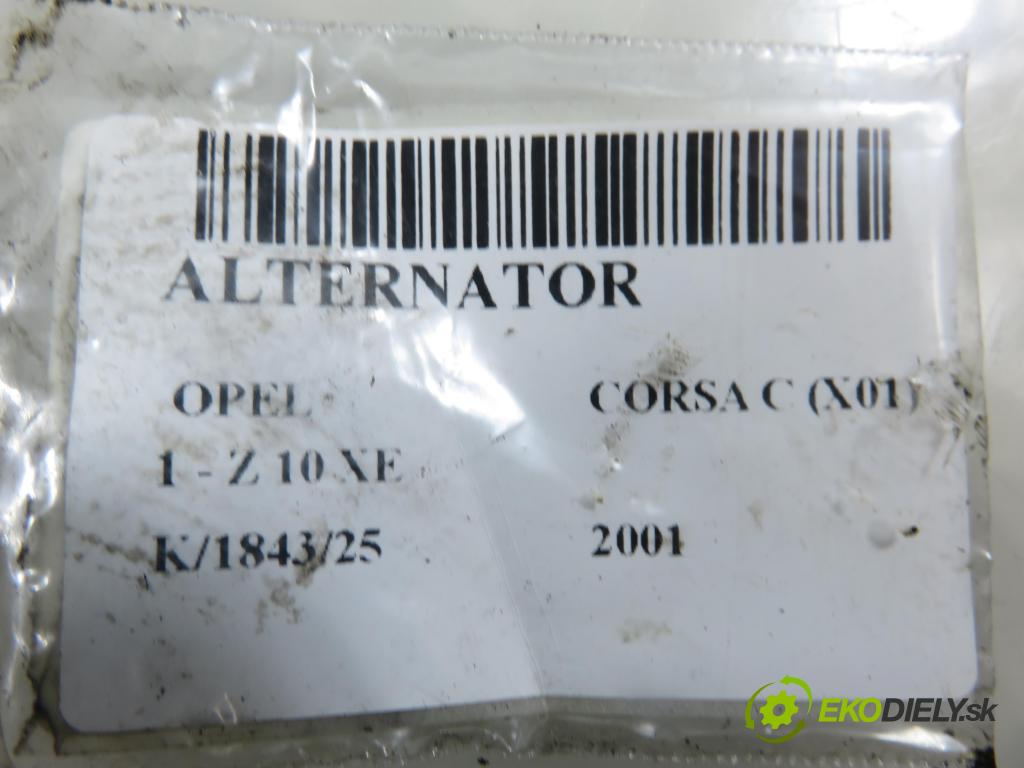 ALTERNATOR
OPEL CORSA C (X01)
1 - Z 10 XE
K/1843/25 2001
EKODIELY.sk